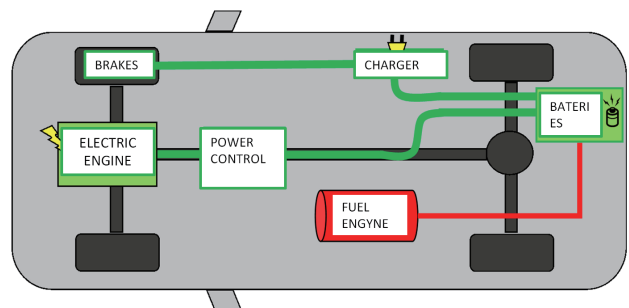 BRAKES
CHARGER
BATERI
ES
ELECTRIC
ENGINE
POWER
CONTROL
FUEL
ENGYNE